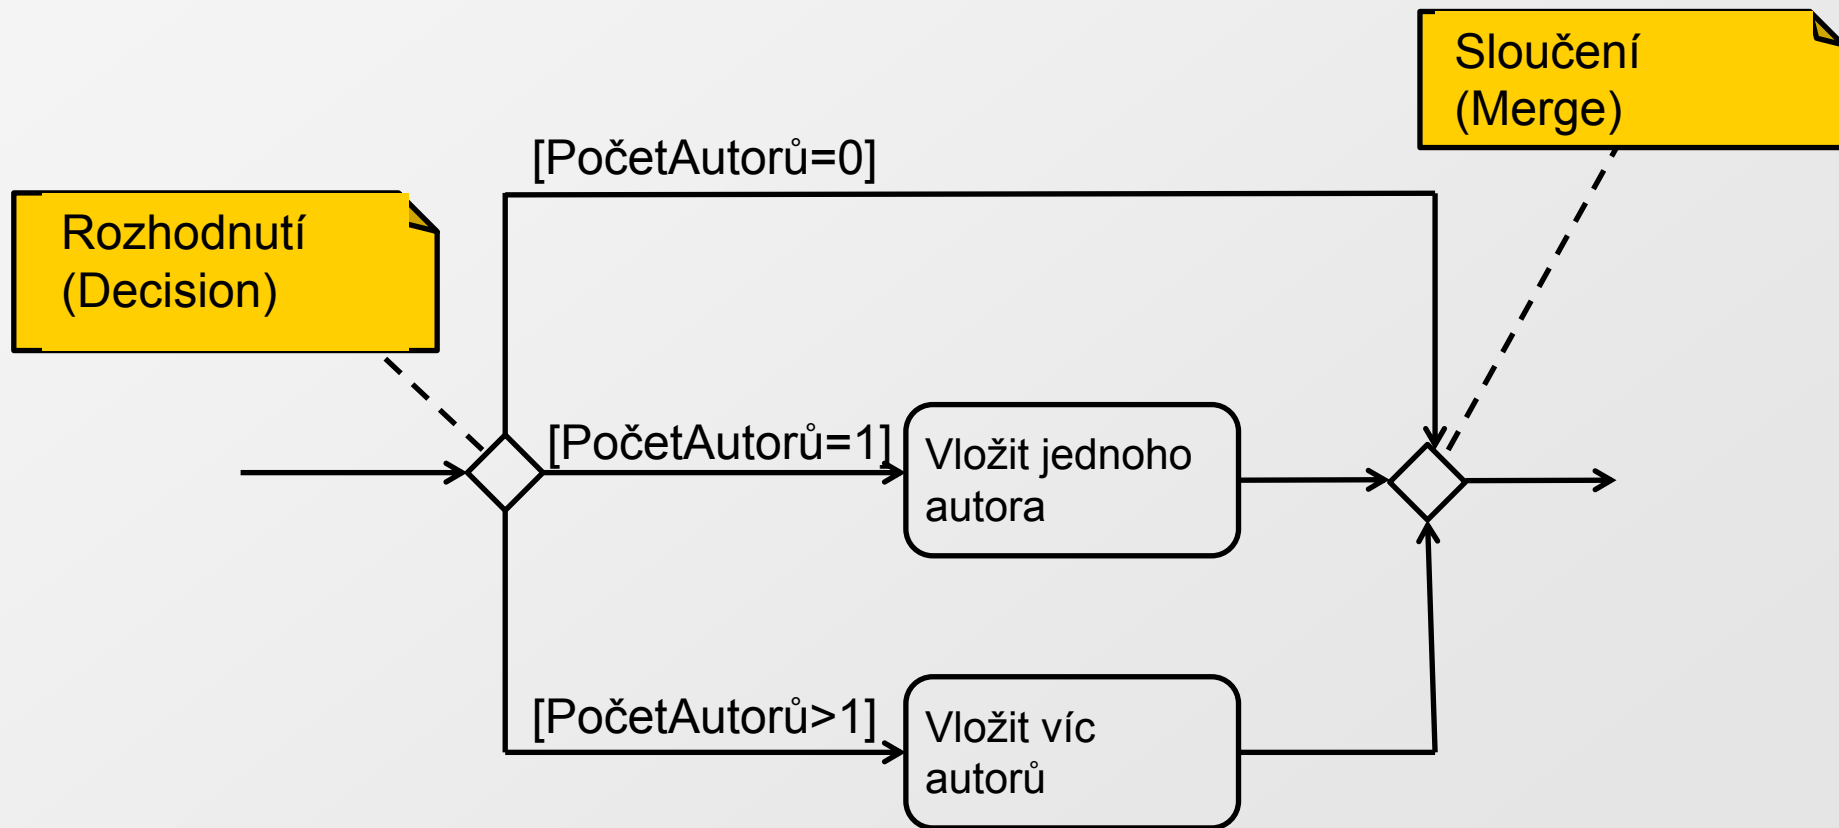 Sloučení
(Merge)
[PočetAutorů=0]
Rozhodnutí
(Decision)
[PočetAutorů=1]
Vložit jednoho
autora
[PočetAutorů>1]
Vložit víc
autorů